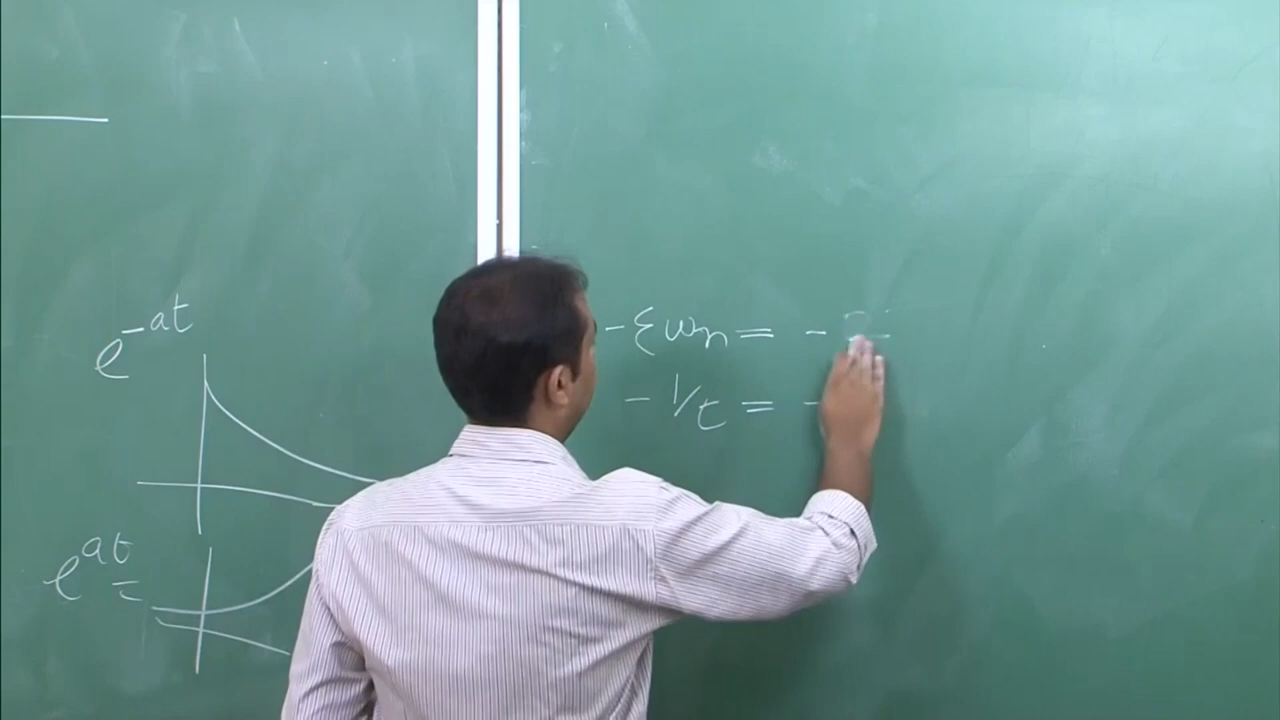 e^{-at}
e^{at}
-ξωn = -
- 1/τ = -